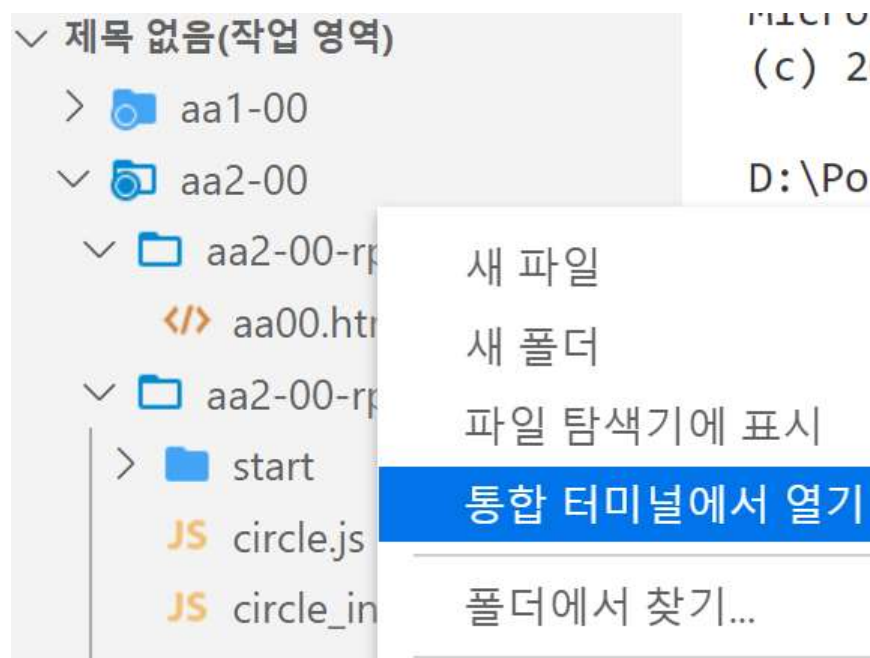 제목 없음(작업 영역)
(c) 2
aa1-00
aa2-00
D:\Po
aa2-00-rp
새 파일
</> aa00.htm
새 폴더
aa2-00-rp
파일 탐색기에 표시
start
통합 터미널에서 열기
JS circle.js
JS circle_in
폴더에서 찾기...